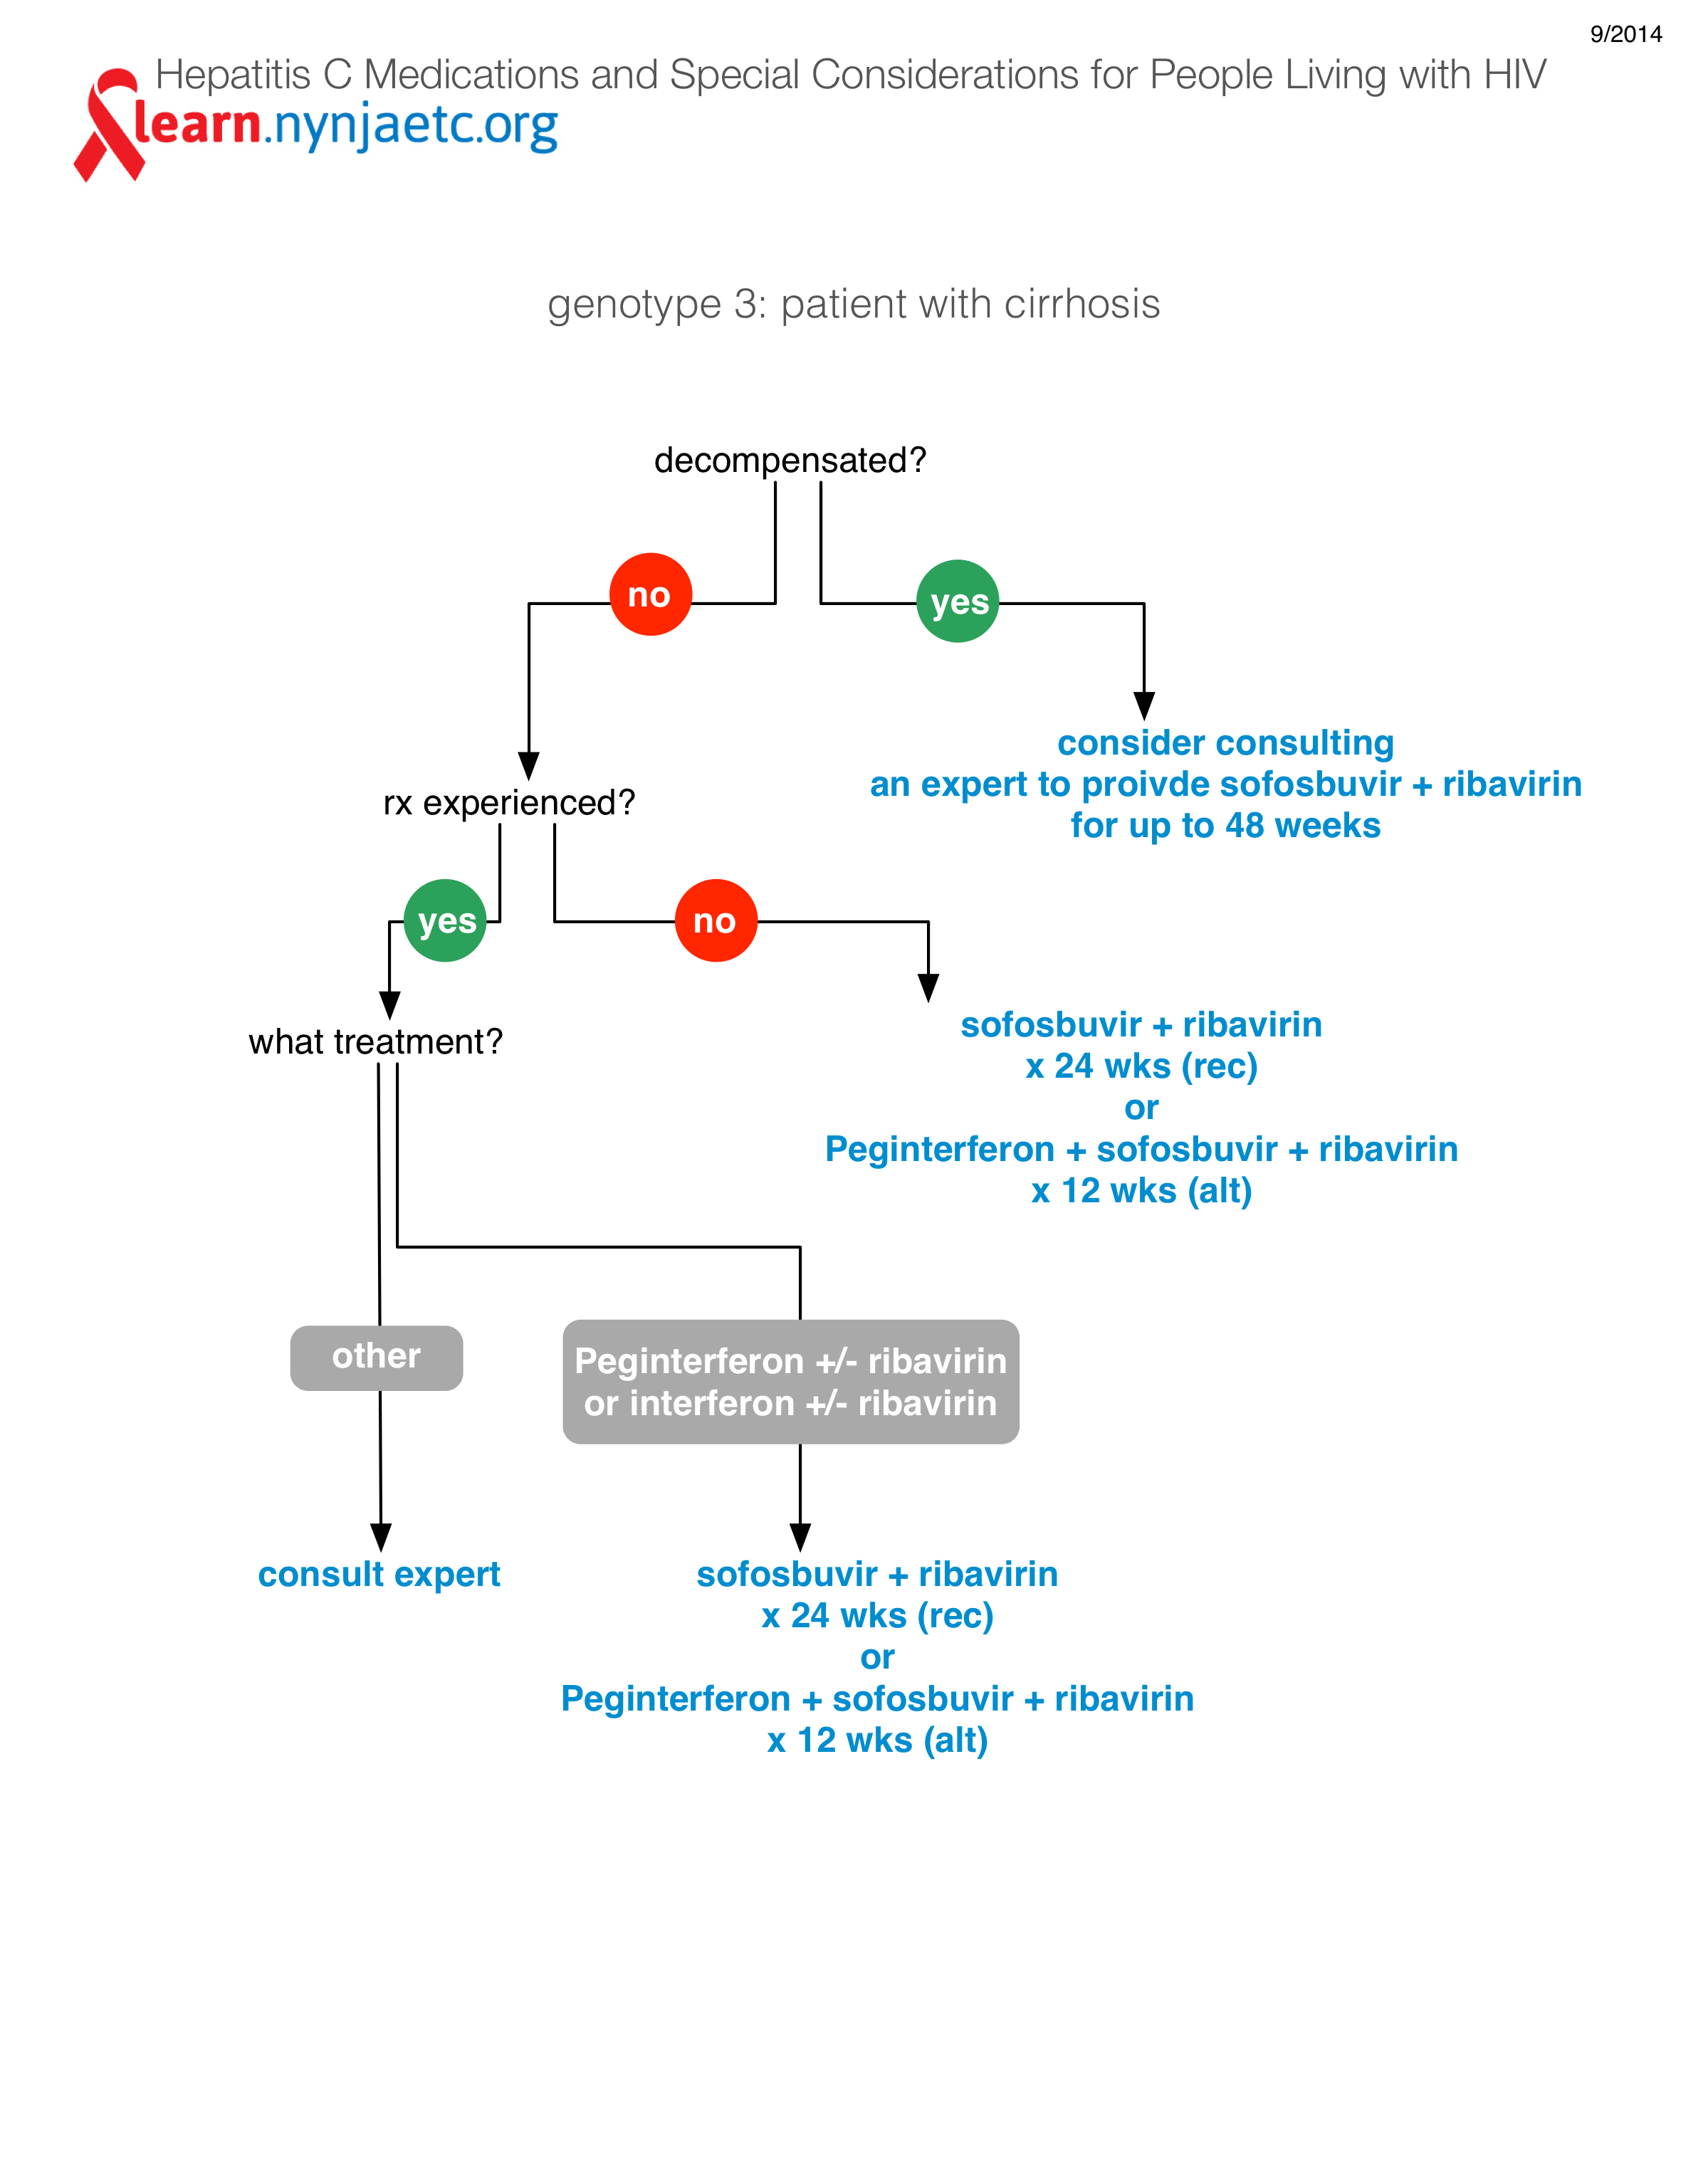 9/2014
Hepatitis C Medications and Special Considerations for People Living with HIV
learn.nynjaetc.org
genotype 3: patient with cirrhosis
decompensated?
no
yes
consider consulting
an expert to proivde sofosbuvir + ribavirin
for up to 48 weeks
rx experienced?
yes
no
sofosbuvir + ribavirin
x 24 wks (rec)
or
Peginterferon + sofosbuvir + ribavirin
x 12 wks (alt)
what treatment?
other
Peginterferon +/- ribavirin
or interferon +/- ribavirin
consult expert
sofosbuvir + ribavirin
x 24 wks (rec)
or
Peginterferon + sofosbuvir + ribavirin
x 12 wks (alt)